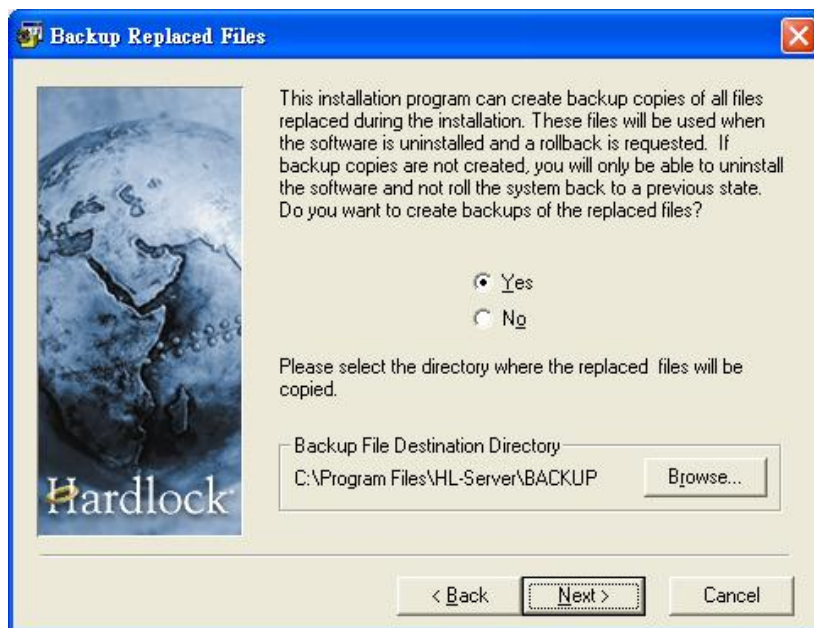 Backup Replaced Files
This installation program can create backup copies of all files
replaced during the installation. These files will be used when
the software is uninstalled and a rollback is requested. If
backup copies are not created, you will only be able to uninstall
the software and not roll the system back to a previous state.
Do you want to create backups of the replaced files?
Yes
No
Please select the directory where the replaced files will be
copied.
Backup File Destination Directory
C:\Program Files\HL-Server\BACKUP
Browse...
Hardlock
< Back
Next >
Cancel